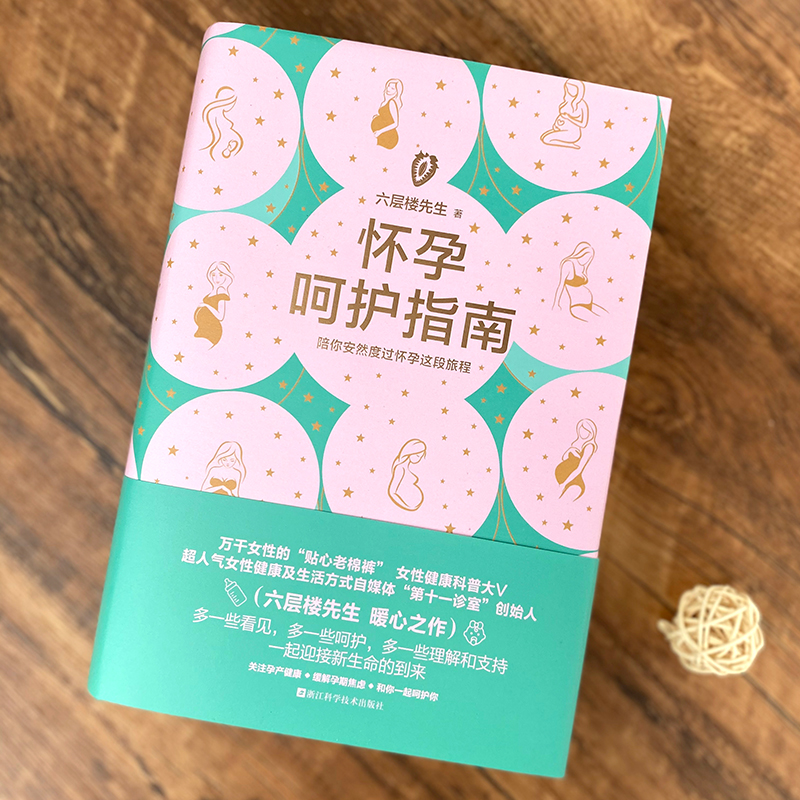 六层楼先生 著
怀孕
呵护指南
陪你安然度过怀孕这段旅程
万千女性的“贴心老棉裤” 女性健康科普大V
超人气女性健康及生活方式自媒体“第十一诊室”创始人
(六层楼先生 暖心之作)
多一些看见，多一些呵护，多一些理解和支持
一起迎接新生命的到来
关注孕产健康◆缓解孕期焦虑◆和你一起呵护你
浙江科学技术出版社